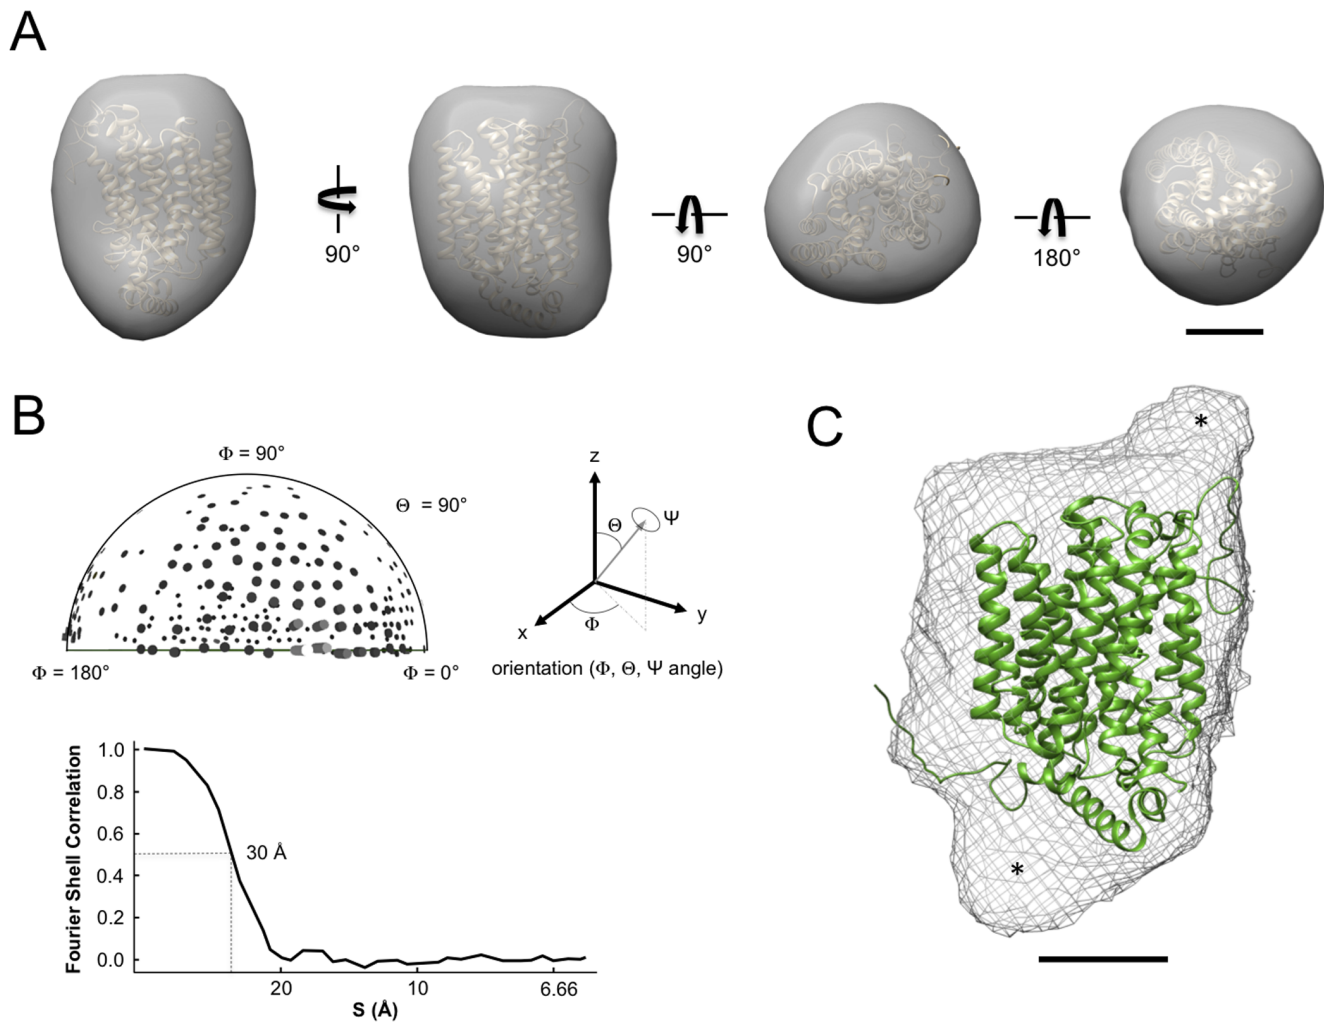 A
90°
90°
180°
B
Φ = 90°
Θ = 90°
Φ = 180°
Φ = 0°
z
Θ
Ψ
x
Φ
y
orientation (Φ, Θ, Ψ angle)
C
*
*
Fourier Shell Correlation
1.0
0.8
0.6
0.4
0.2
0.0
30 Å
20
10
6.66
S (Å)